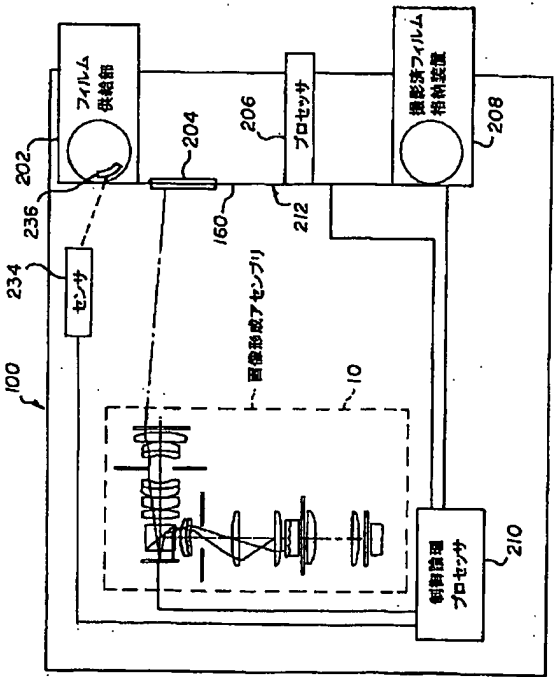 100
234
センサ
236
202
フィルム
供給部
204
160
212
206
プロセッサ
撮影済フィルム
格納装置
208
画像形成アセンブリ
10
制御論理
プロセッサ
210